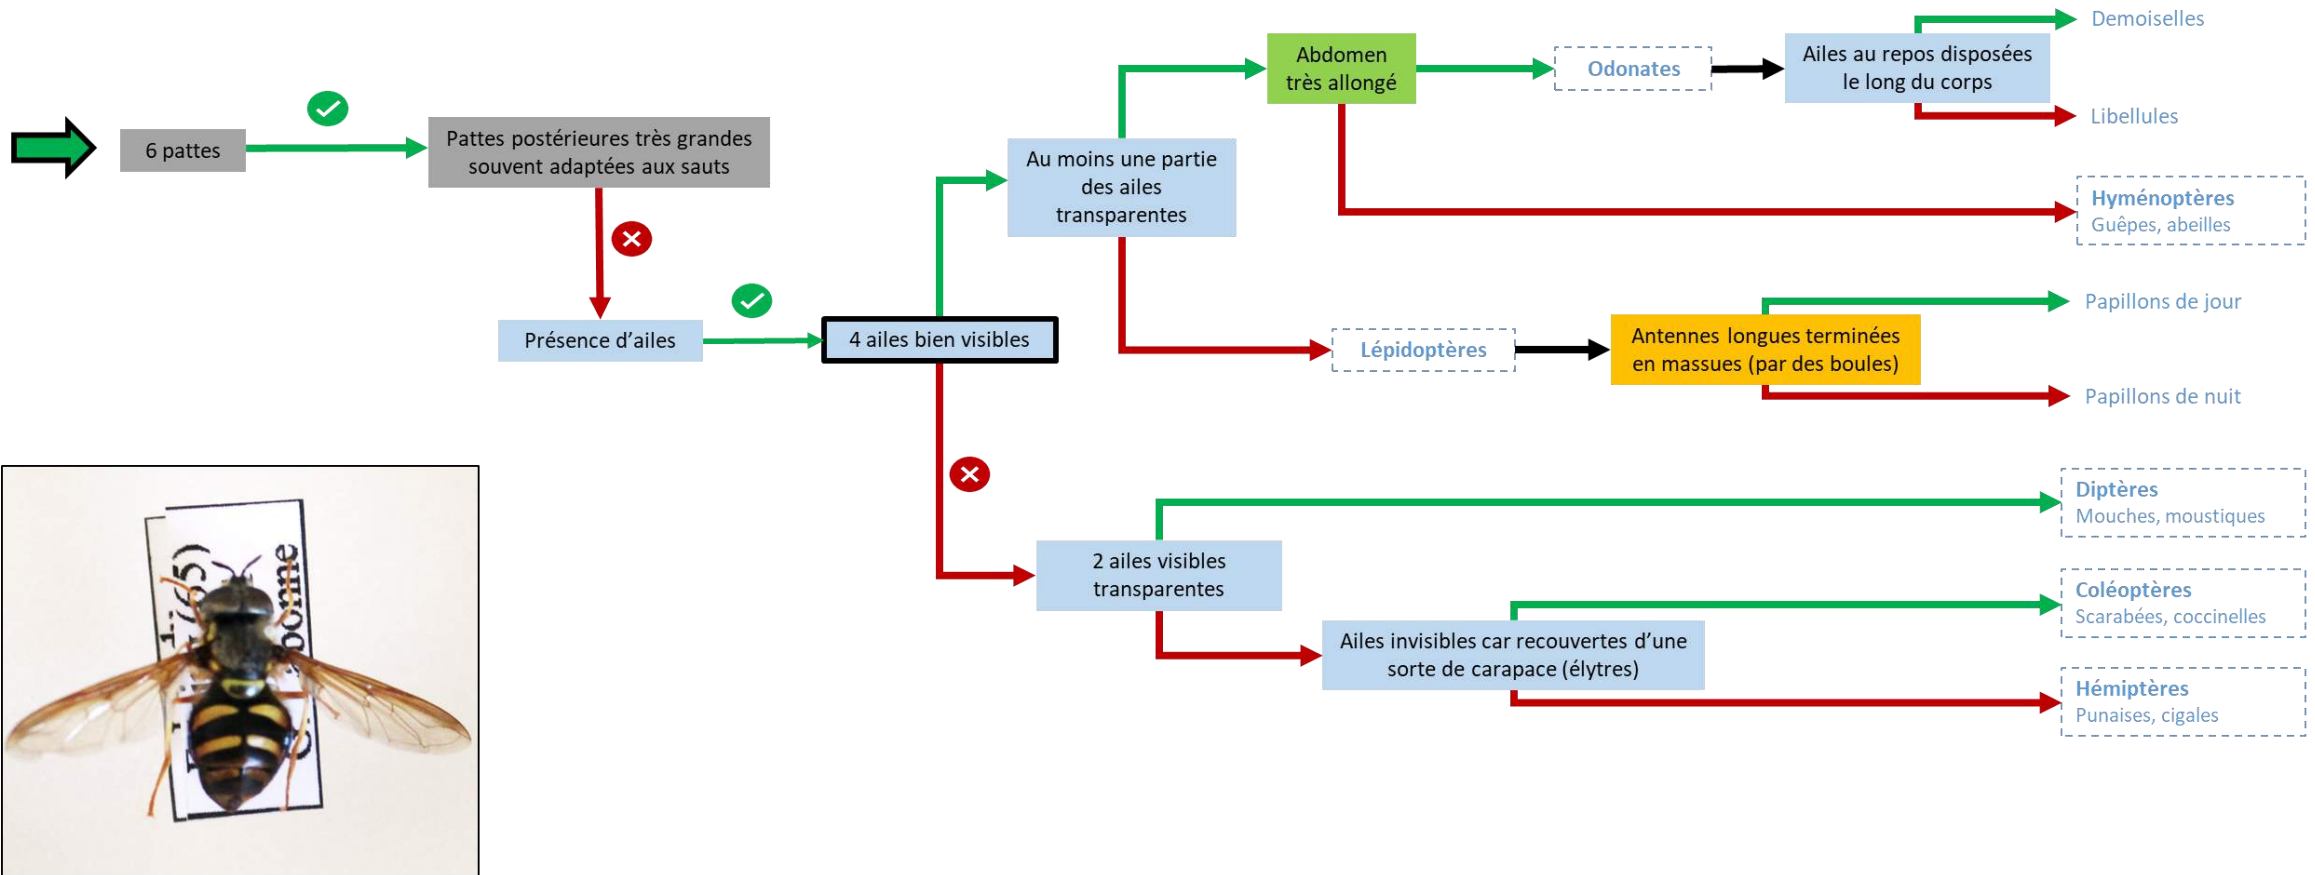 6 pattes
Pattes postérieures très grandes
souvent adaptées aux sauts
Présence d’ailes
4 ailes bien visibles
Au moins une partie
des ailes
transparentes
Abdomen
très allongé
Odonates
Ailes au repos disposées
le long du corps
Demoiselles
Libellules
Hyménoptères
Guêpes, abeilles
Lépidoptères
Antennes longues terminées
en massues (par des boules)
Papillons de jour
Papillons de nuit
2 ailes visibles
transparentes
Diptères
Mouches, moustiques
Ailes invisibles car recouvertes d’une
sorte de carapace (élytres)
Coléoptères
Scarabées, coccinelles
Hémiptères
Punaises, cigales